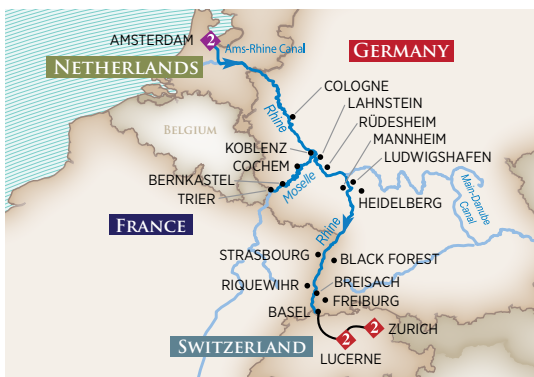 AMSTERDAM
2
Ams-Rhine Canal
GERMANY
NETHERLANDS
COLOGNE
LAHNSTEIN
Rhine
RÜDESHEIM
BELGIUM
MANNHEIM
KOBLENZ
LUDWIGSHAFEN
COCHEM
BERNKASTEL
Moselle
TRIER
HEIDELBERG
Main-Danube
Canal
FRANCE
Rhine
STRASBOURG
BLACK FOREST
RIQUEWIHR
BREISACH
FREIBURG
BASEL
2
ZURICH
2
SWITZERLAND
LUCERNE